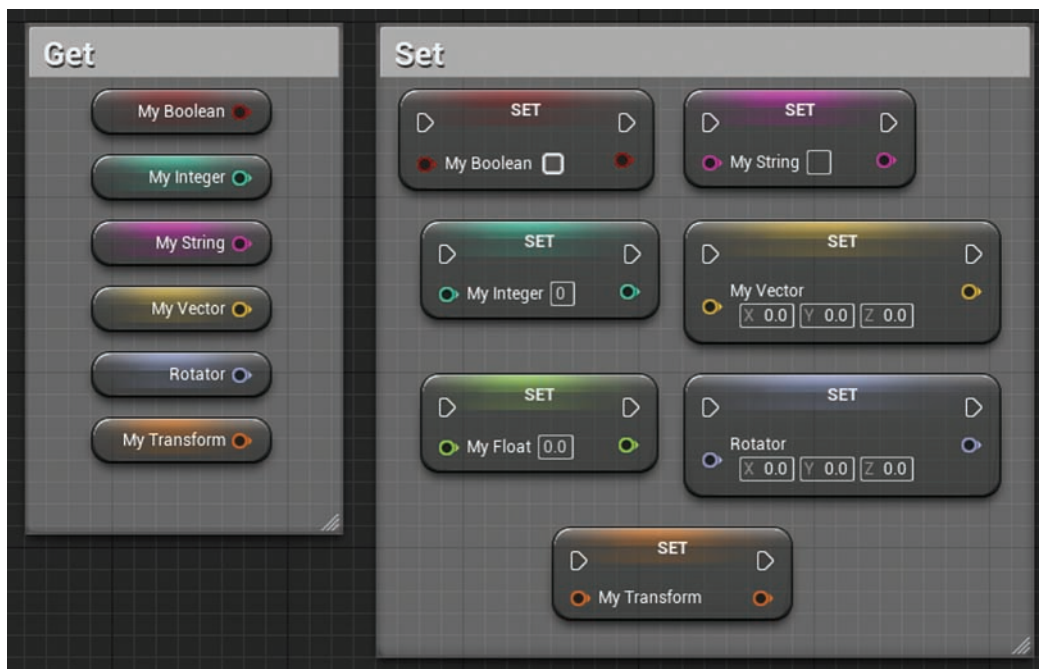 Get
My Boolean
My Integer
My String
My Vector
Rotator
My Transform
Set
SET
My Boolean
SET
My String
SET
My Integer 0
SET
My Vector
X 0.0 Y 0.0 Z 0.0
SET
My Float 0.0
SET
Rotator
X 0.0 Y 0.0 Z 0.0
SET
My Transform